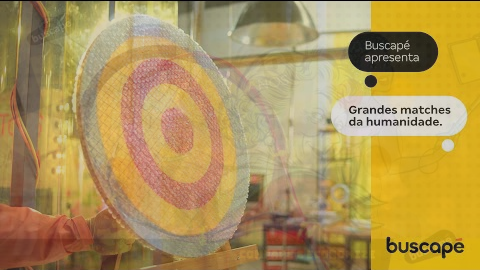 Buscapé
apresenta
Grandes matches
da humanidade.
buscapé